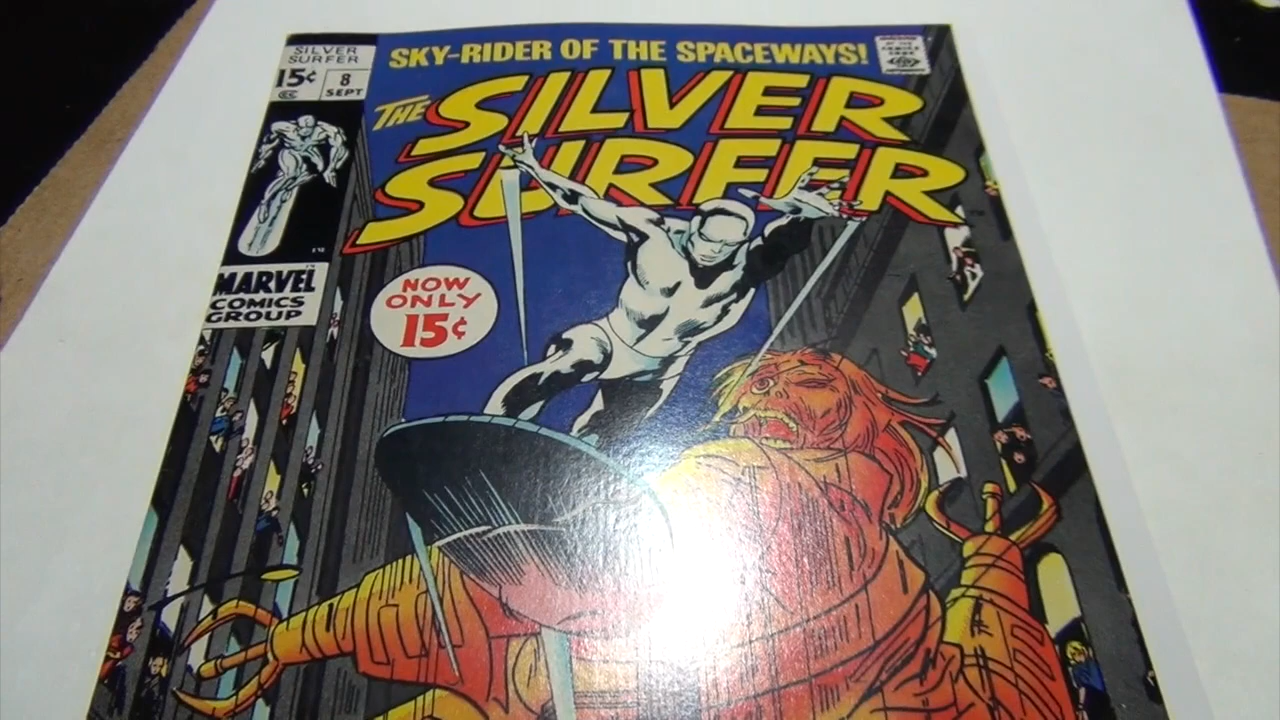 SILVER
SURFER
15¢
8
SEPT
CC
SKY-RIDER OF THE SPACEWAYS!
THE SILVER
SURFER
MARVEL
COMICS
GROUP
NOW
ONLY
15¢